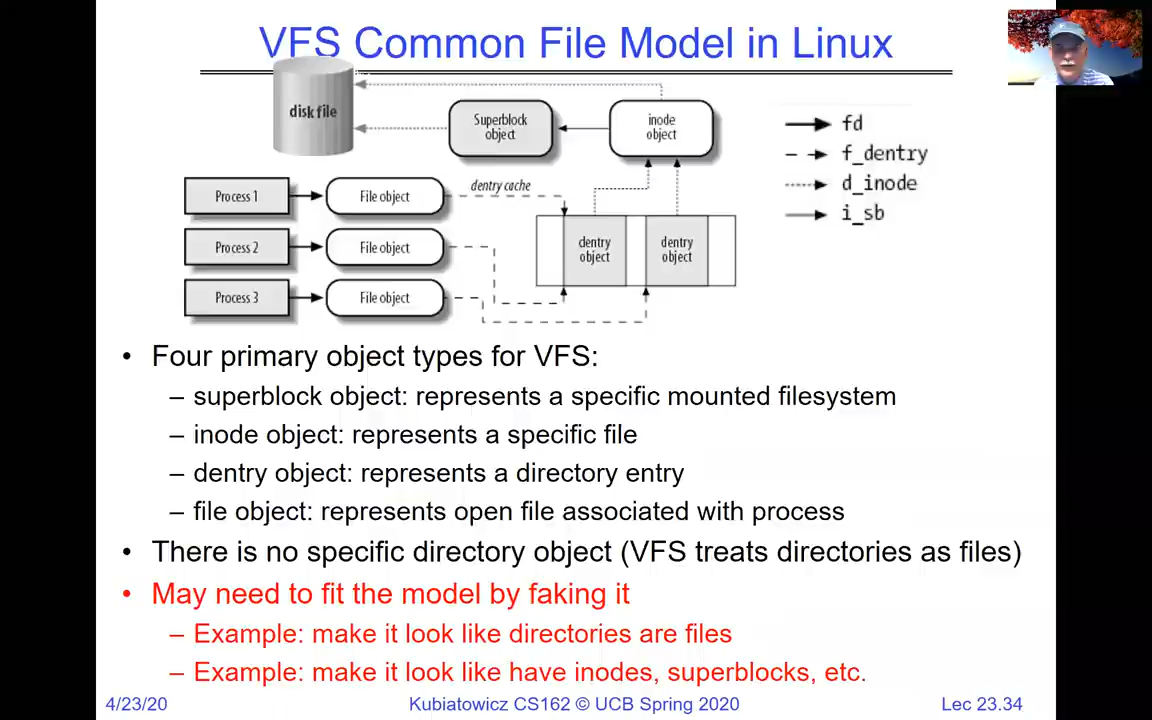 VFS Common File Model in Linux
disk file
Superblock
object
inode
object
fd
f_dentry
d_inode
i_sb
dentry cache
Process 1
File object
Process 2
File object
Process 3
File object
dentry
object
dentry
object
• Four primary object types for VFS:
– superblock object: represents a specific mounted filesystem
– inode object: represents a specific file
– dentry object: represents a directory entry
– file object: represents open file associated with process
• There is no specific directory object (VFS treats directories as files)
• May need to fit the model by faking it
– Example: make it look like directories are files
– Example: make it look like have inodes, superblocks, etc.
4/23/20
Kubiatowicz CS162 © UCB Spring 2020
Lec 23.34